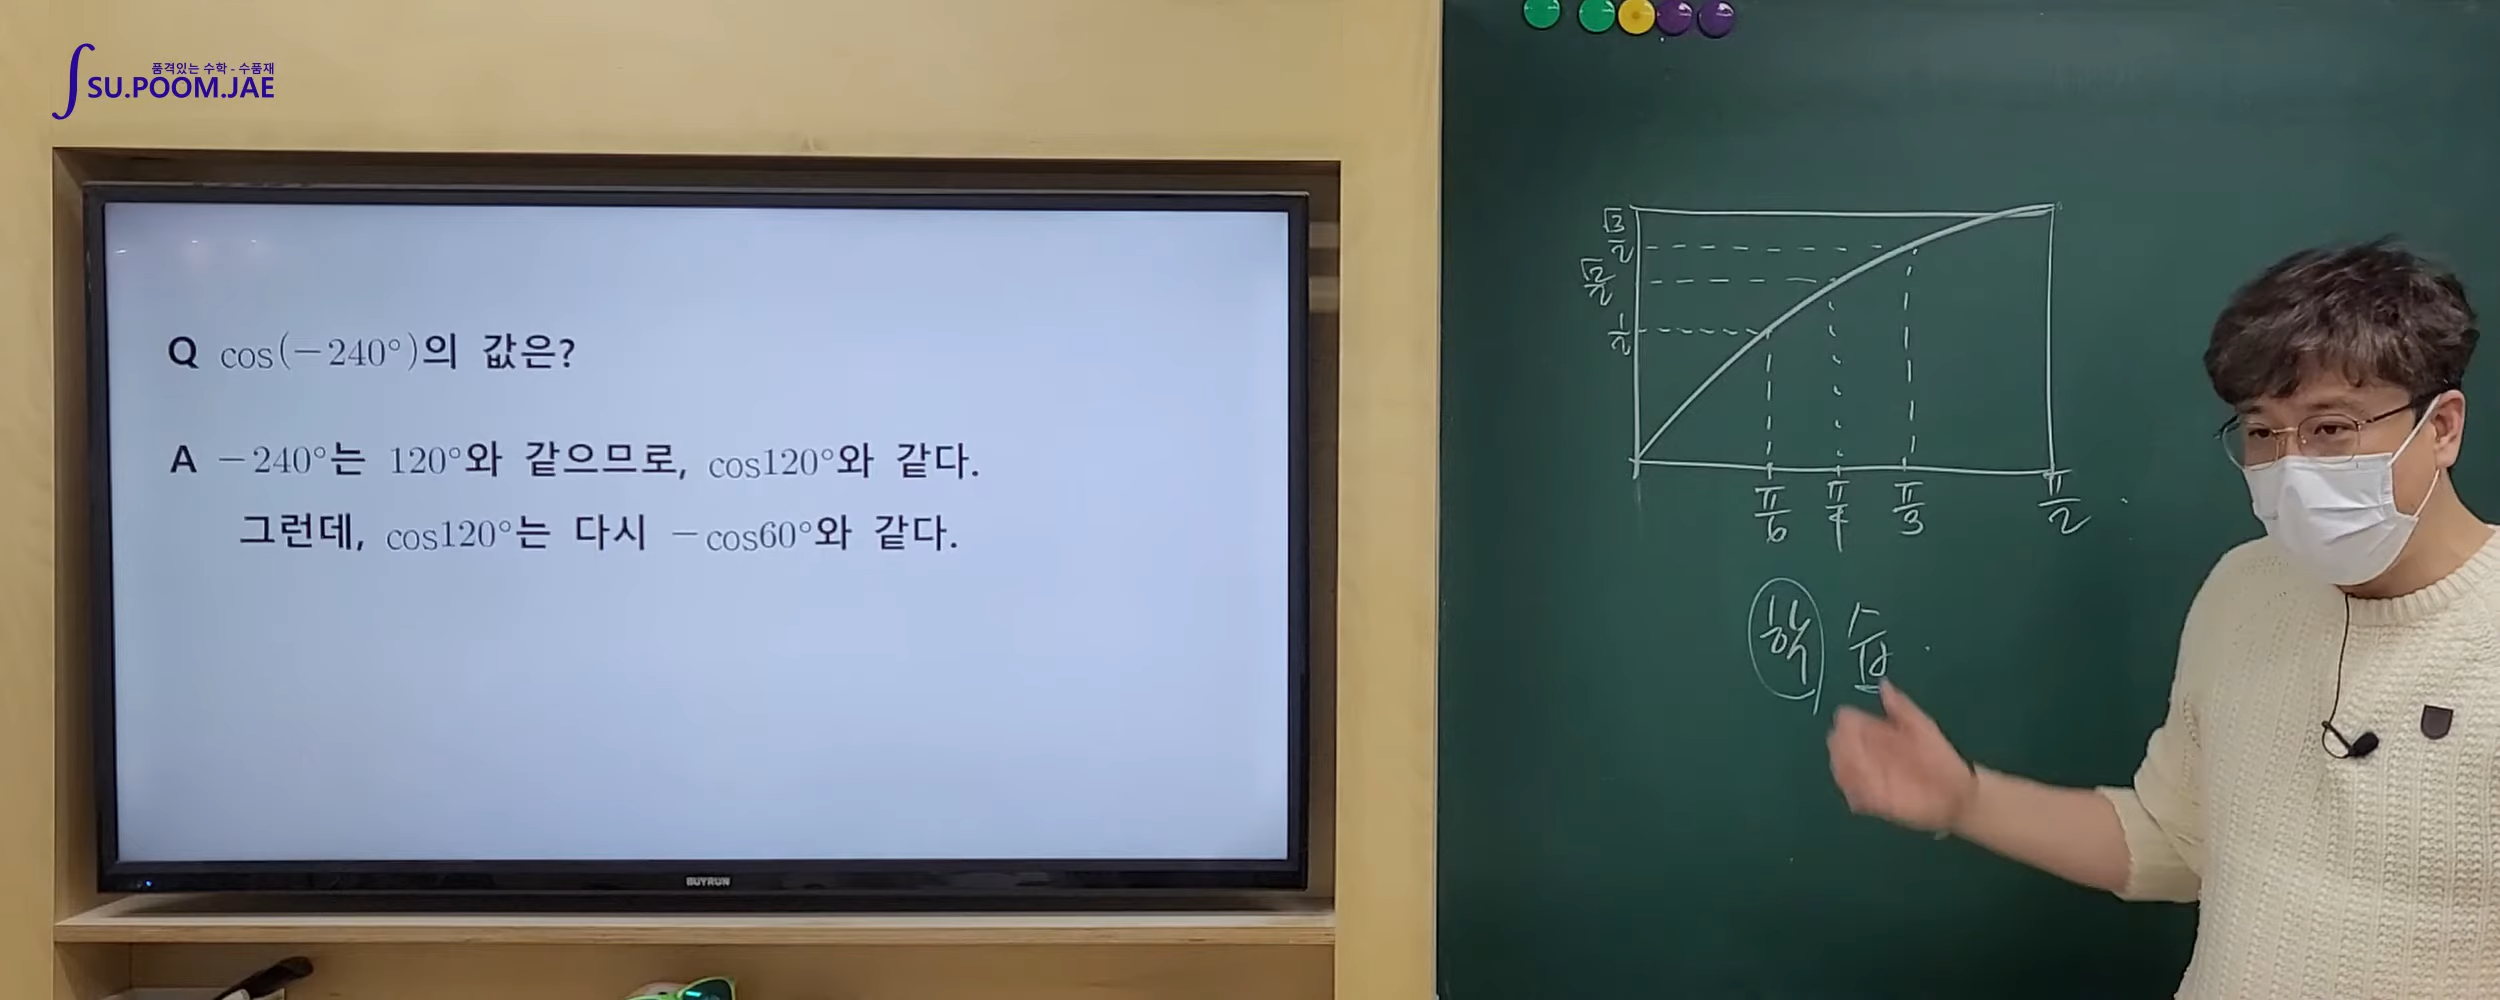 품격있는 수학 - 수품재
SU.POOM.JAE
Q cos(-240°)의 값은?
A -240°는 120°와 같으므로, cos120°와 같다.
그런데, cos120°는 다시 -cos60°와 같다.
BUYRUN
√3/2
√2/2
1/2
π/6 π/4 π/3 π/2
학습